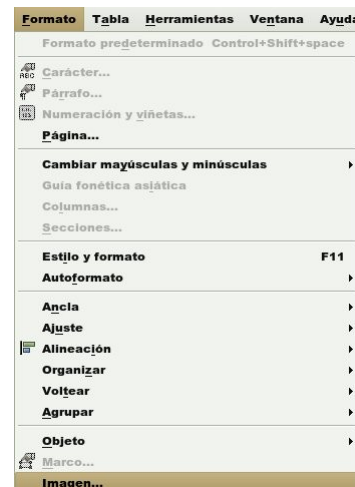 Formato Tabla Herramientas Ventana Ayuda
Formato predeterminado Control+Shift+space
ABC Carácter...
Párrafo...
Numeración y viñetas...
Página...
Cambiar mayúsculas y minúsculas
Guía fonética asiática
Columnas...
Secciones...
Estilo y formato F11
Autoformato
Ancla
Ajuste
Alineación
Organizar
Voltear
Agrupar
Objeto
Marco...
Imagen...